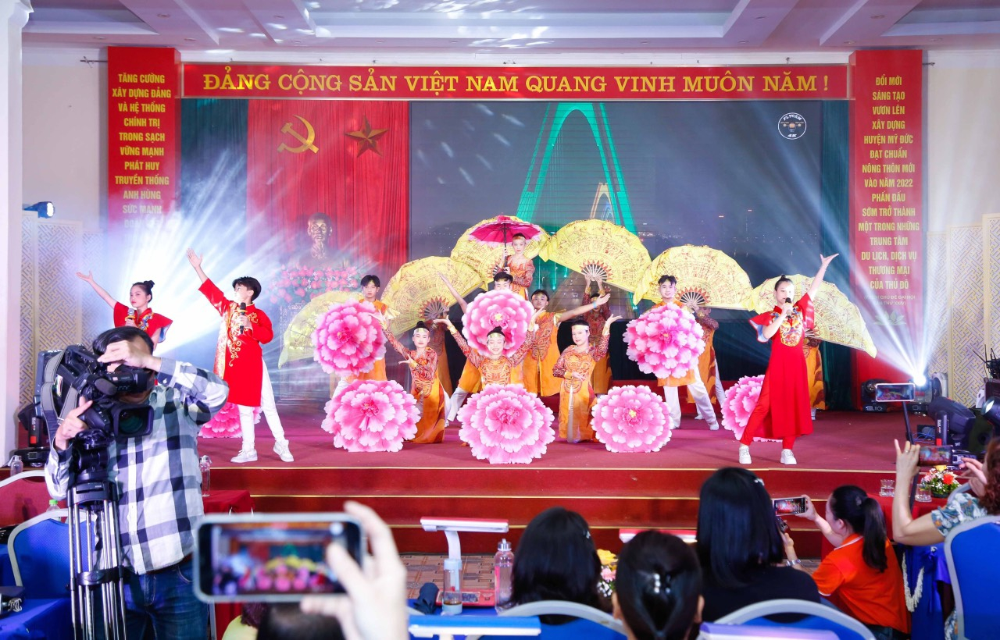 ĐẢNG CỘNG SẢN VIỆT NAM QUANG VINH MUÔN NĂM !
TĂNG CƯỜNG
XÂY DỰNG ĐẢNG
VÀ HỆ THỐNG
CHÍNH TRỊ
TRONG SẠCH
VỮNG MẠNH
PHÁT HUY
TRUYỀN THỐNG
ANH HÙNG
SỨC MẠNH
FLYCAM
4K
ĐỔI MỚI
SÁNG TẠO
VƯƠN LÊN
XÂY DỰNG
HUYỆN MỸ ĐỨC
ĐẠT CHUẨN
NÔNG THÔN MỚI
VÀO NĂM 2022
PHẤN ĐẤU
SỚM TRỞ THÀNH
MỘT TRONG NHỮNG
TRUNG TÂM
DU LỊCH, DỊCH VỤ
THƯƠNG MẠI
CỦA THỦ ĐÔ